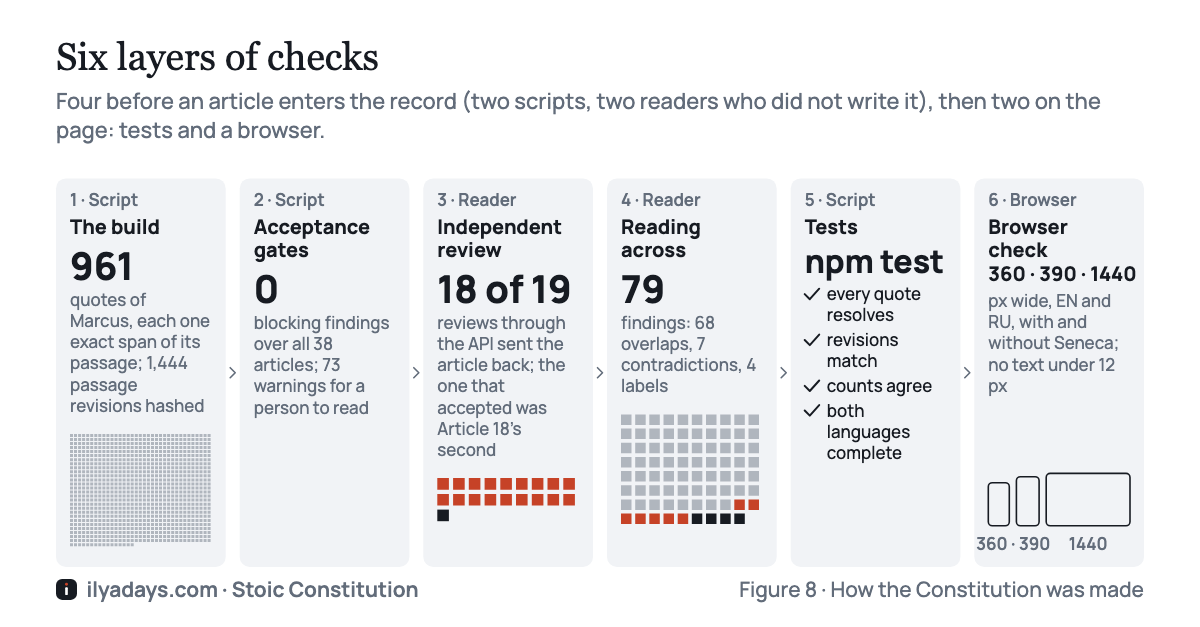 Six layers of checks
Four before an article enters the record (two scripts, two readers who did not write it), then two on the
page: tests and a browser.
1 · Script
The build
961
quotes of
Marcus, each one
exact span of its
passage; 1,444
passage
revisions hashed
2 · Script
Acceptance
gates
0
blocking findings
over all 38
articles; 73
warnings for a
person to read
3 · Reader
Independent
review
18 of 19
reviews through
the API sent the
article back; the
one that
accepted was
Article 18’s
second
4 · Reader
Reading
across
79
findings: 68
overlaps, 7
contradictions, 4
labels
5 · Script
Tests
npm test
every quote
resolves
revisions
match
counts agree
both
languages
complete
6 · Browser
Browser
check
360 · 390 · 1440
px wide, EN and
RU, with and
without Seneca;
no text under 12
px
360 · 390 1440
ilyadays.com · Stoic Constitution
Figure 8 · How the Constitution was made